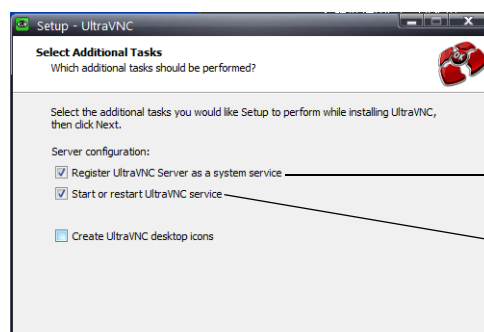 Setup - UltraVNC
Select Additional Tasks
Which additional tasks should be performed?
Select the additional tasks you would like Setup to perform while installing UltraVNC,
then click Next.
Server configuration:
Register UltraVNC Server as a system service
Start or restart UltraVNC service
Create UltraVNC desktop icons